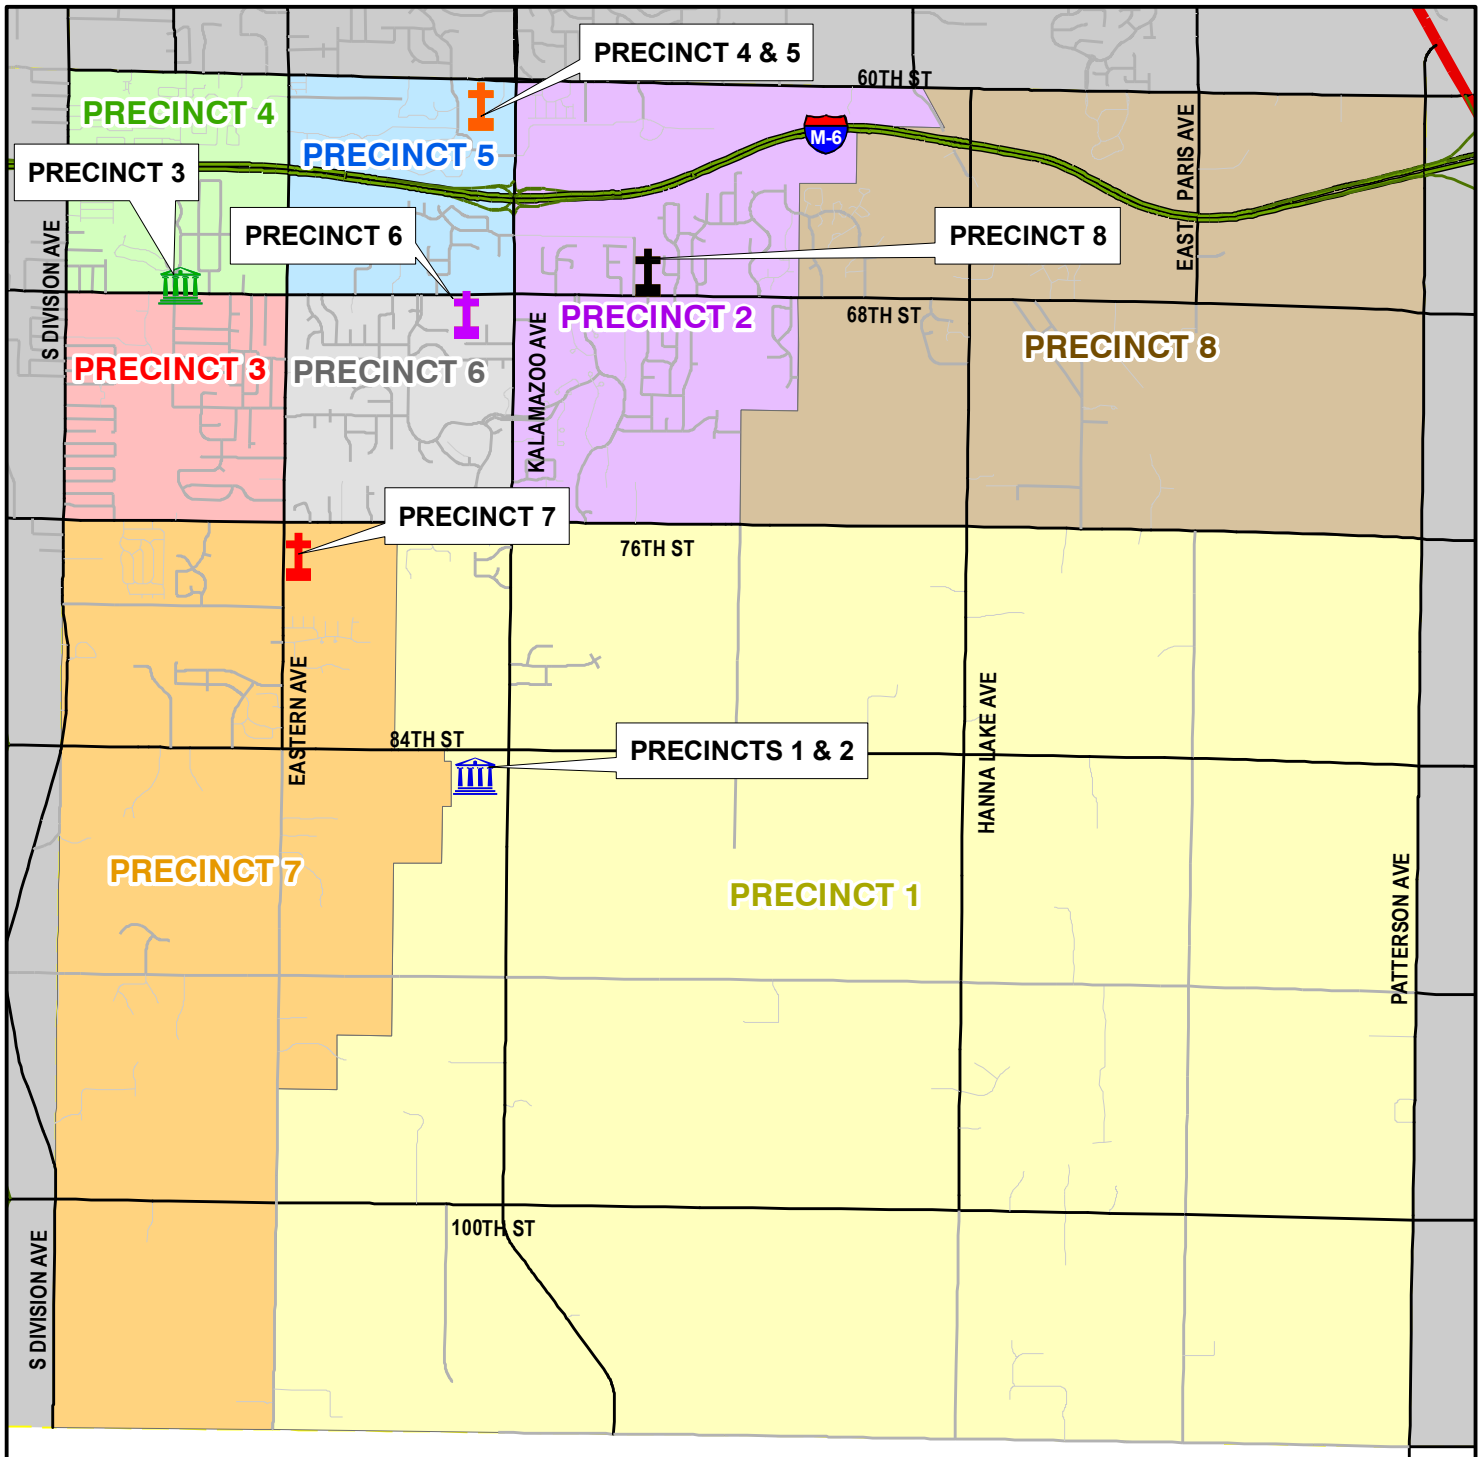 PRECINCT 4 & 5
60TH ST
PRECINCT 4
M-6
PRECINCT 5
EAST PARIS AVE
PRECINCT 3
PRECINCT 6
PRECINCT 8
S DIVISION AVE
PRECINCT 2
68TH ST
PRECINCT 8
PRECINCT 3
PRECINCT 6
KALAMAZOO AVE
PRECINCT 7
76TH ST
EASTERN AVE
84TH ST
PRECINCTS 1 & 2
HANNA LAKE AVE
PRECINCT 7
PRECINCT 1
PATTERSON AVE
100TH ST
S DIVISION AVE